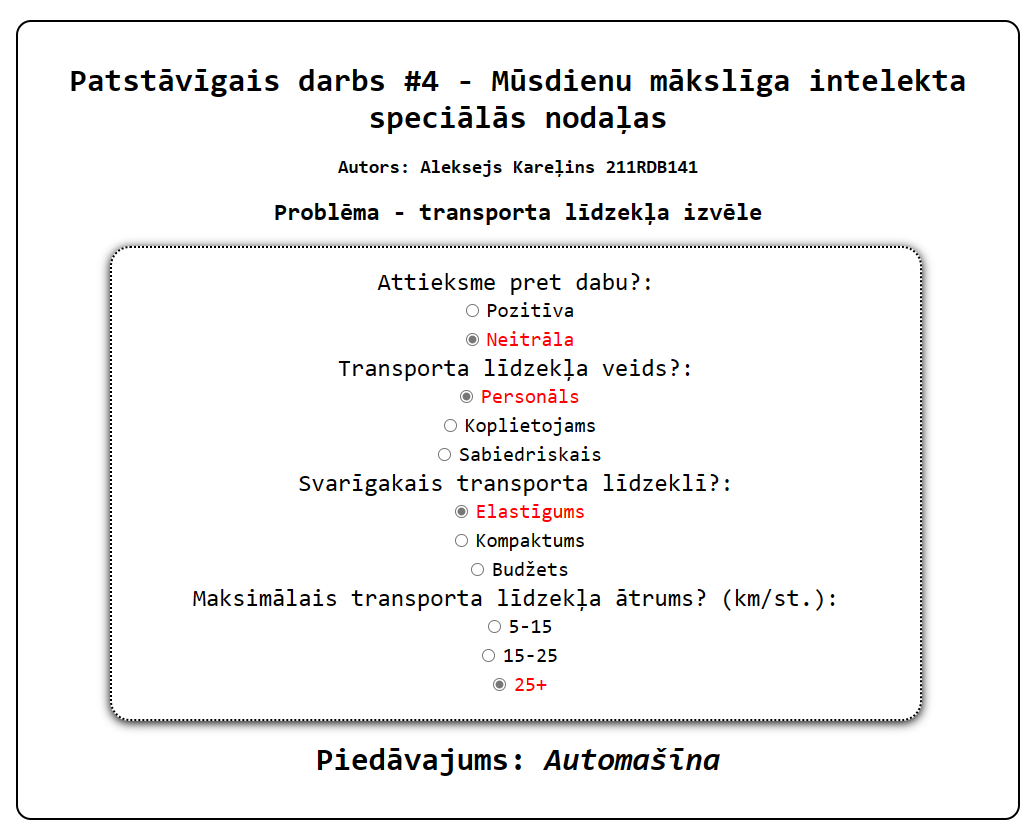 Patstāvīgais darbs #4 - Mūsdienu mākslīga intelekta
speciālās nodaļas
Autors: Aleksejs Kareļins 211RDB141
Problēma - transporta līdzekļa izvēle
Attieksme pret dabu?:
Pozitīva
Neitrāla
Transporta līdzekļa veids?:
Personāls
Koplietojams
Sabiedriskais
Svarīgakais transporta līdzeklī?:
Elastīgums
Kompaktums
Budžets
Maksimālais transporta līdzekļa ātrums? (km/st.):
5-15
15-25
25+
Piedāvajums: Automašīna